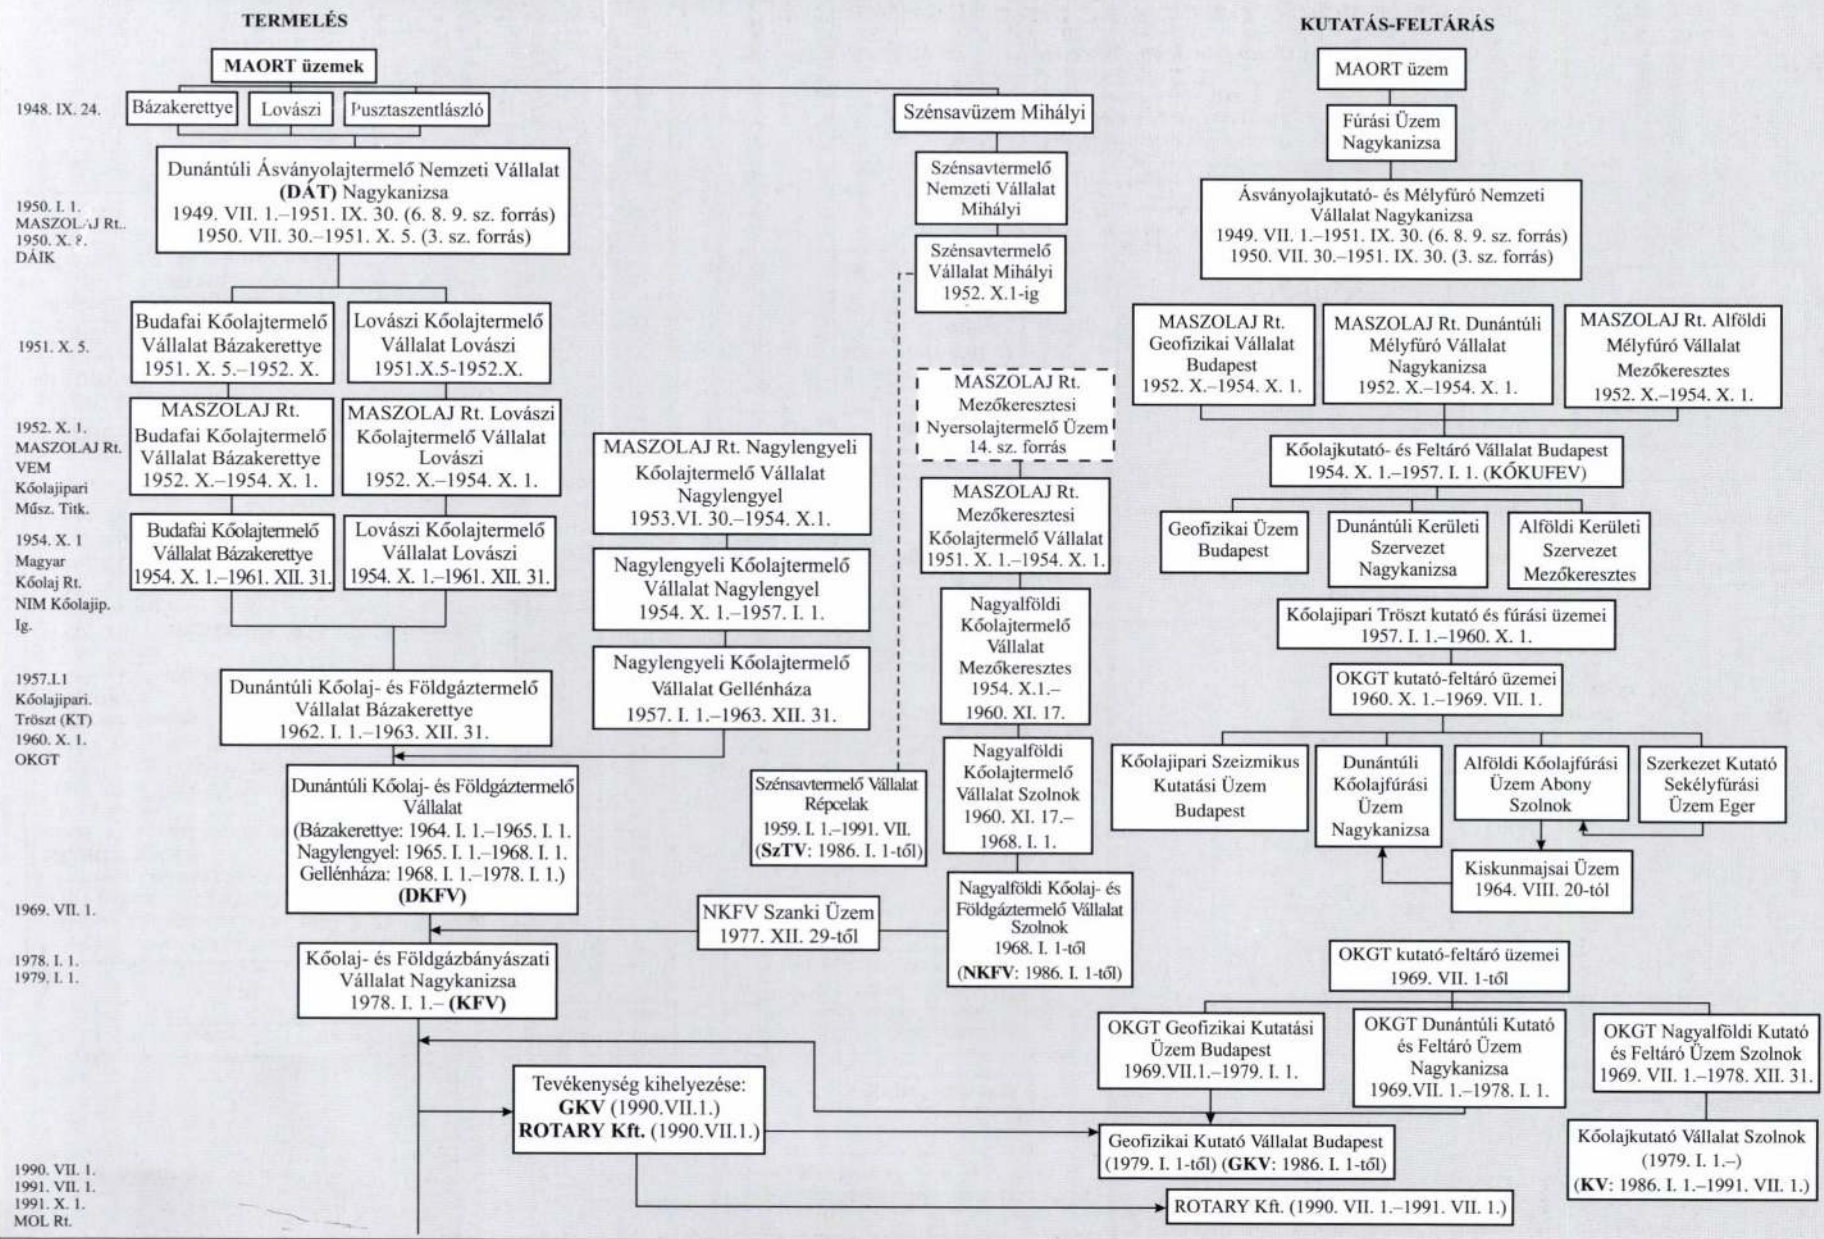 TERMELÉS
MAORT üzemek
Bázakerettye
Lovászi
Pusztaszentlászló
Dunántúli Ásványolajtermelő Nemzeti Vállalat
(DÁT) Nagykanizsa
1949. VII. 1.–1951. IX. 30. (6. 8. 9. sz. forrás)
1950. VII. 30.–1951. X. 5. (3. sz. forrás)
Budafai Kőolajtermelő
Vállalat Bázakerettye
1951. X. 5.–1952. X.
Lovászi Kőolajtermelő
Vállalat Lovászi
1951.X.5-1952.X.
MASZOLAJ Rt.
Budafai Kőolajtermelő
Vállalat Bázakerettye
1952. X.–1954. X. 1.
MASZOLAJ Rt. Lovászi
Kőolajtermelő Vállalat
Lovászi
1952. X.–1954. X. 1.
Budafai Kőolajtermelő
Vállalat Bázakerettye
1954. X. 1.–1961. XII. 31.
Lovászi Kőolajtermelő
Vállalat Lovászi
1954. X. 1.–1961. XII. 31.
MASZOLAJ Rt. Nagylengyeli
Kőolajtermelő Vállalat
Nagylengyel
1953.VI. 30.–1954. X.1.
Nagylengyeli Kőolajtermelő
Vállalat Nagylengyel
1954. X. 1.–1957. I. 1.
Nagylengyeli Kőolajtermelő
Vállalat Gellénháza
1957. I. 1.–1963. XII. 31.
Dunántúli Kőolaj- és Földgáztermelő
Vállalat Bázakerettye
1962. I. 1.–1963. XII. 31.
Dunántúli Kőolaj- és Földgáztermelő
Vállalat
(Bázakerettye: 1964. I. 1.–1965. I. 1.
Nagylengyel: 1965. I. 1.–1968. I. 1.
Gellénháza: 1968. I. 1.–1978. I. 1.)
(DKFV)
Kőolaj- és Földgázbányászati
Vállalat Nagykanizsa
1978. I. 1.– (KFV)
Tevékenység kihelyezése:
GKV (1990.VII.1.)
ROTARY Kft. (1990.VII.1.)
Szénsavüzem Mihályi
Szénsavtermelő
Nemzeti Vállalat
Mihályi
Szénsavtermelő
Vállalat Mihályi
1952. X.1-ig
MASZOLAJ Rt.
Mezőkeresztesi
Nyersolajtermelő Üzem
14. sz. forrás
MASZOLAJ Rt.
Mezőkeresztesi
Kőolajtermelő Vállalat
1951. X. 1.–1954. X. 1.
Nagyalföldi
Kőolajtermelő
Vállalat
Mezőkeresztes
1954. X.1.–
1960. XI. 17.
Nagyalföldi
Kőolajtermelő
Vállalat Szolnok
1960. XI. 17.–
1968. I. 1.
Szénsavtermelő Vállalat
Répcelak
1959. I. 1.–1991. VII.
(SzTV: 1986. I. 1-től)
NKFV Szanki Üzem
1977. XII. 29-től
Nagyalföldi Kőolaj- és
Földgáztermelő Vállalat
Szolnok
1968. I. 1-től
(NKFV: 1986. I. 1-től)
KUTATÁS-FELTÁRÁS
MAORT üzem
Fúrási Üzem
Nagykanizsa
Ásványolajkutató- és Mélyfúró Nemzeti
Vállalat Nagykanizsa
1949. VII. 1.–1951. IX. 30. (6. 8. 9. sz. forrás)
1950. VII. 30.–1951. IX. 30. (3. sz. forrás)
MASZOLAJ Rt.
Geofizikai Vállalat
Budapest
1952. X.–1954. X. 1.
MASZOLAJ Rt. Dunántúli
Mélyfúró Vállalat
Nagykanizsa
1952. X.–1954. X. 1.
MASZOLAJ Rt. Alföldi
Mélyfúró Vállalat
Mezőkeresztes
1952. X.–1954. X. 1.
Kőolajkutató- és Feltáró Vállalat Budapest
1954. X. 1.–1957. I. 1. (KŐKUFEV)
Geofizikai Üzem
Budapest
Dunántúli Kerületi
Szervezet
Nagykanizsa
Alföldi Kerületi
Szervezet
Mezőkeresztes
Kőolajipari Tröszt kutató és fúrási üzemei
1957. I. 1.–1960. X. 1.
OKGT kutató-feltáró üzemei
1960. X. 1.–1969. VII. 1.
Kőolajipari Szeizmikus
Kutatási Üzem
Budapest
Dunántúli
Kőolajfúrási
Üzem
Nagykanizsa
Alföldi Kőolajfúrási
Üzem Abony
Szolnok
Szerkezet Kutató
Sekélyfúrási
Üzem Eger
Kiskunmajsai Üzem
1964. VIII. 20-tól
OKGT kutató-feltáró üzemei
1969. VII. 1-től
OKGT Geofizikai Kutatási
Üzem Budapest
1969.VII.1.–1979. I. 1.
OKGT Dunántúli Kutató
és Feltáró Üzem
Nagykanizsa
1969.VII. 1.–1978. I. 1.
OKGT Nagyalföldi Kutató
és Feltáró Üzem Szolnok
1969. VII. 1.–1978. XII. 31.
Geofizikai Kutató Vállalat Budapest
(1979. I. 1-től) (GKV: 1986. I. 1-től)
Kőolajkutató Vállalat Szolnok
(1979. I. 1.–)
(KV: 1986. I. 1.–1991. VII. 1.)
ROTARY Kft. (1990. VII. 1.–1991. VII. 1.)
1948. IX. 24.
1950. I. 1.
MASZOLAJ Rt.
1950. X. 8.
DÁIK
1951. X. 5.
1952. X. 1.
MASZOLAJ Rt.
VEM
Kőolajipari
Műsz. Titk.
1954. X. 1
Magyar
Kőolaj Rt.
NIM Kőolajip.
Ig.
1957.I.1
Kőolajipari.
Tröszt (KT)
1960. X. 1.
OKGT
1969. VII. 1.
1978. I. 1.
1979. I. 1.
1990. VII. 1.
1991. VII. 1.
1991. X. 1.
MOL Rt.